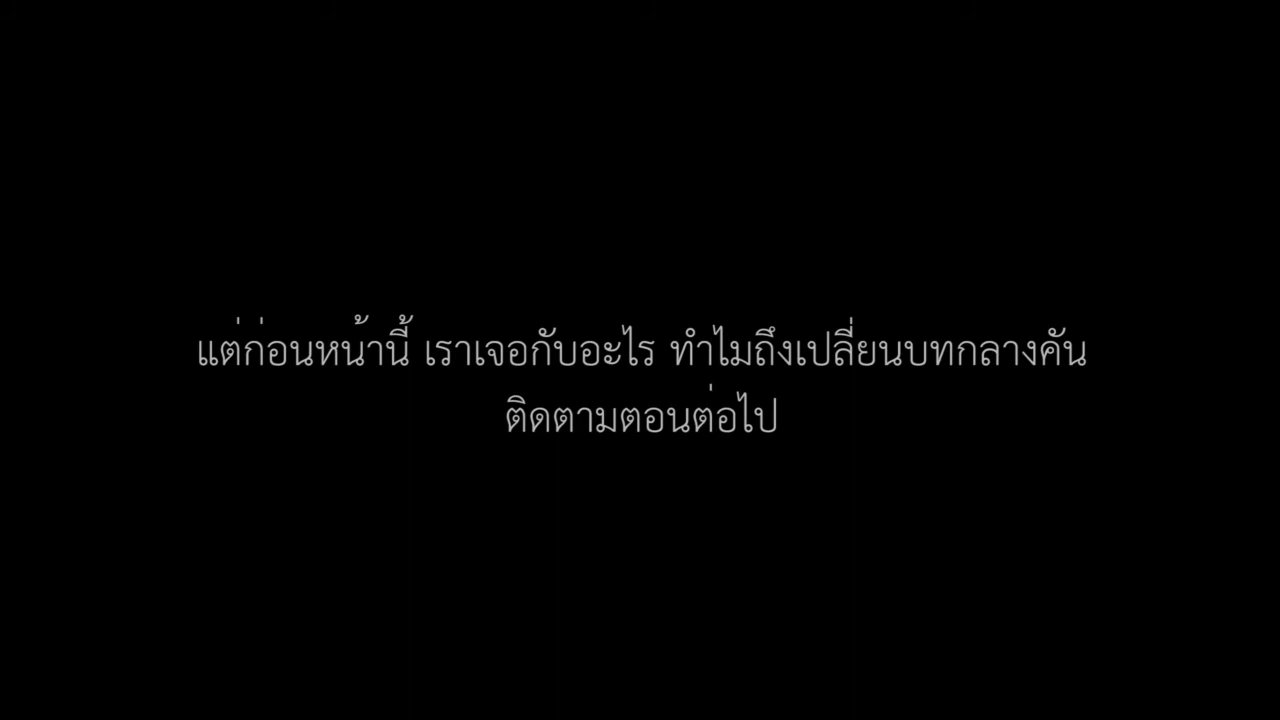 แต่ก่อนหน้านี้ เราเจอกับอะไร ทำไมถึงเปลี่ยนบทกลางคัน
ติดตามตอนต่อไป